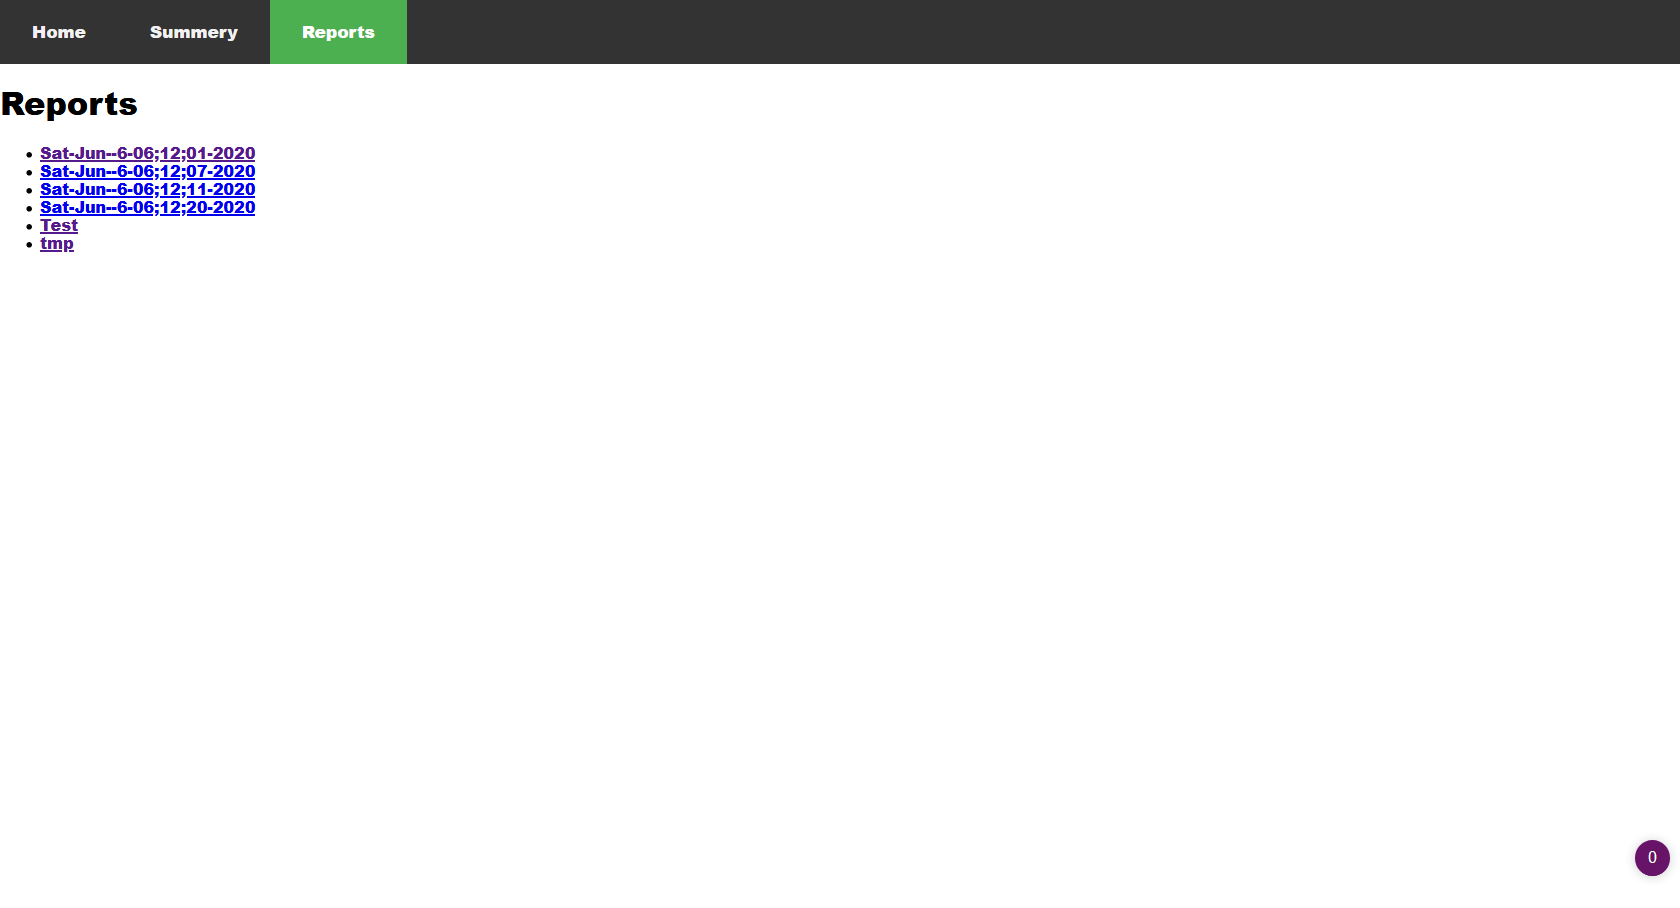 Home Summery Reports
Reports
Sat-Jun--6-06;12;01-2020
Sat-Jun--6-06;12;07-2020
Sat-Jun--6-06;12;11-2020
Sat-Jun--6-06;12;20-2020
Test
tmp
0